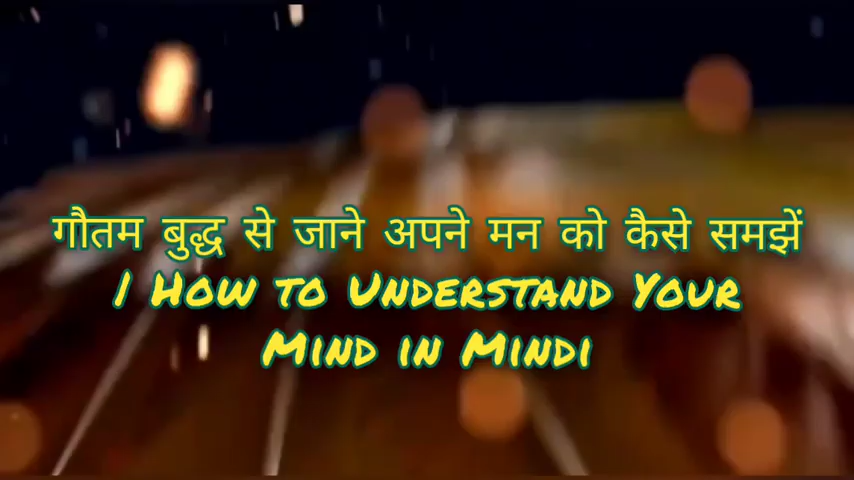 गौतम बुद्ध से जाने अपने मन को कैसे समझें
| How to Understand Your
Mind in Mindi